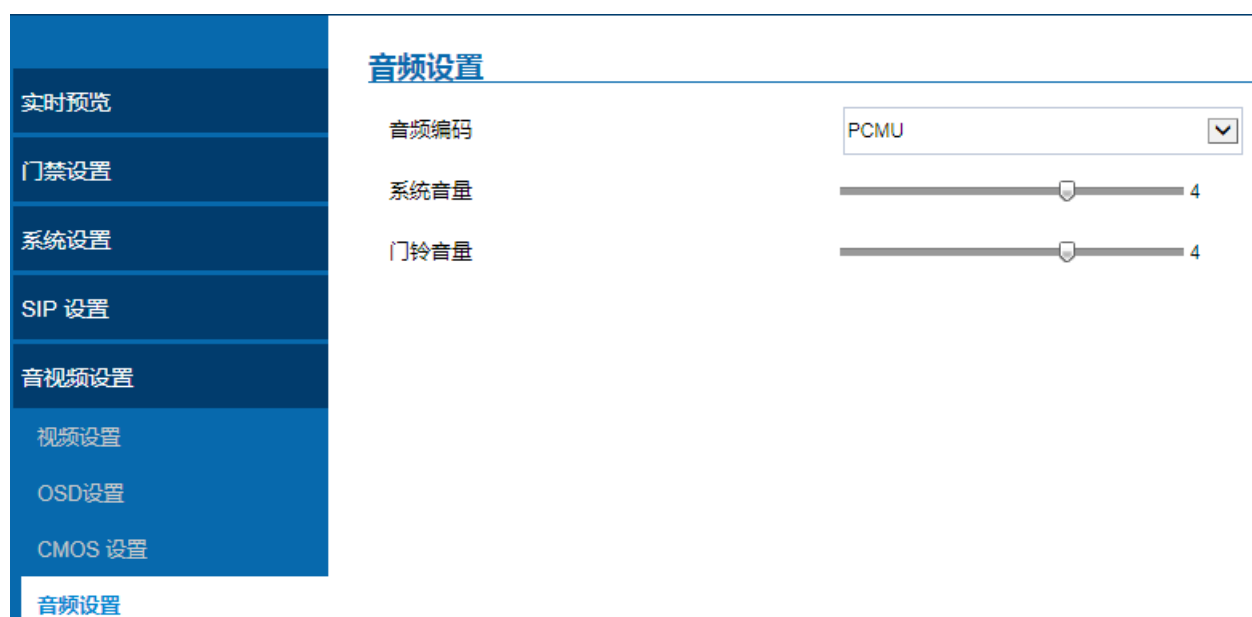 实时预览
门禁设置
系统设置
SIP 设置
音视频设置
视频设置
OSD设置
CMOS 设置
音频设置
音频设置
音频编码 PCMU
系统音量 4
门铃音量 4